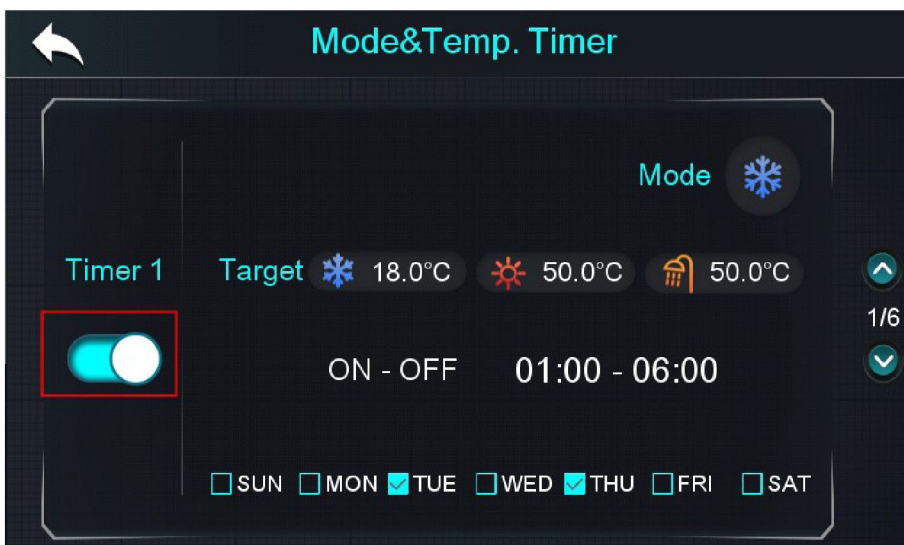 Mode&Temp. Timer
Mode
Timer 1
Target 18.0°C 50.0°C 50.0°C
1/6
ON - OFF 01:00 - 06:00
SUN MON TUE WED THU FRI SAT